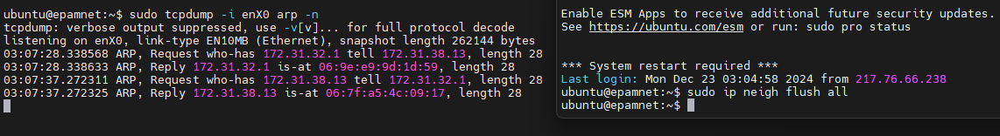 ubuntu@epamnet:~$ sudo tcpdump -i enX0 arp -n
tcpdump: verbose output suppressed, use -v[v]... for full protocol decode
listening on enX0, link-type EN10MB (Ethernet), snapshot length 262144 bytes
03:07:28.338568 ARP, Request who-has 172.31.32.1 tell 172.31.38.13, length 28
03:07:28.338633 ARP, Reply 172.31.32.1 is-at 06:9e:e9:9d:1d:59, length 28
03:07:37.272311 ARP, Request who-has 172.31.38.13 tell 172.31.32.1, length 28
03:07:37.272325 ARP, Reply 172.31.38.13 is-at 06:7f:a5:4c:09:17, length 28
Enable ESM Apps to receive additional future security updates.
See https://ubuntu.com/esm or run: sudo pro status
*** System restart required ***
Last login: Mon Dec 23 03:04:58 2024 from 217.76.66.238
ubuntu@epamnet:~$ sudo ip neigh flush all
ubuntu@epamnet:~$